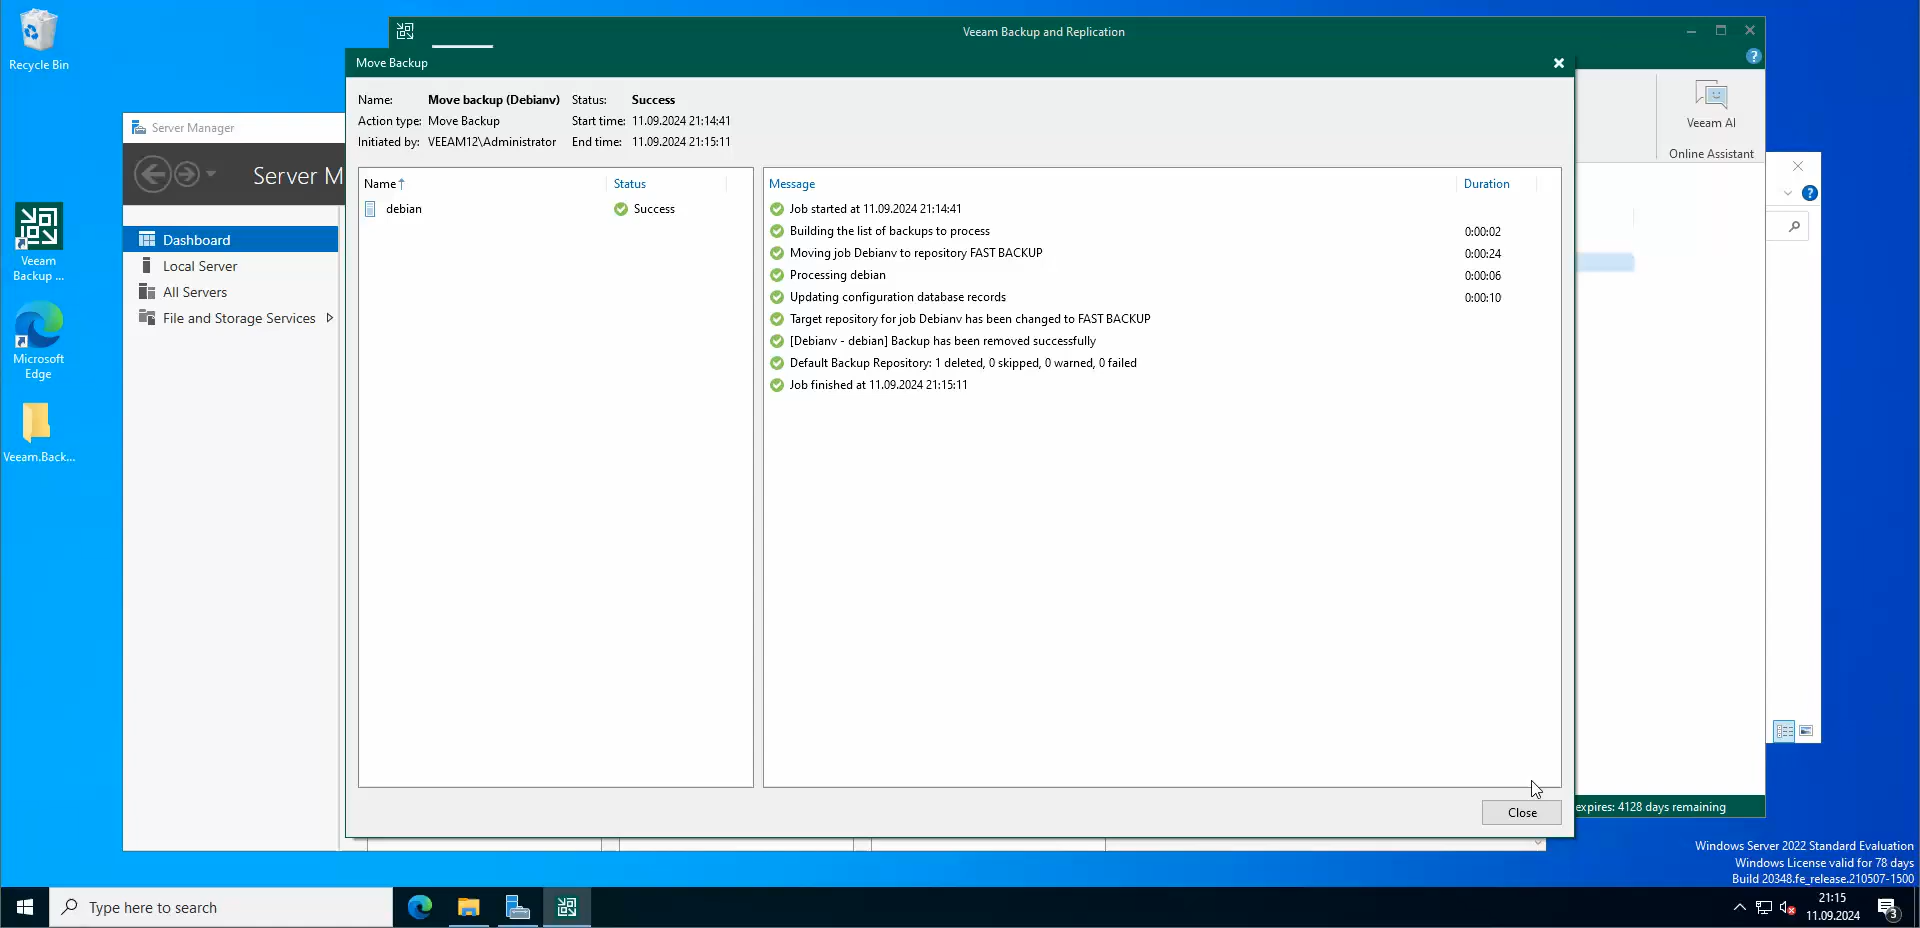 Recycle Bin
Veeam Backup and Replication
Move Backup
Name: Move backup (Debianv) Status: Success
Action type: Move Backup Start time: 11.09.2024 21:14:41
Initiated by: VEEAM12\Administrator End time: 11.09.2024 21:15:11
Veeam AI
Online Assistant
Server Manager
Server M
Dashboard
Local Server
All Servers
File and Storage Services
Veeam
Backup ...
Microsoft
Edge
Veeam.Back...
Name Status
debian Success
Message Duration
Job started at 11.09.2024 21:14:41
Building the list of backups to process 0:00:02
Moving job Debianv to repository FAST BACKUP 0:00:24
Processing debian 0:00:06
Updating configuration database records 0:00:10
Target repository for job Debianv has been changed to FAST BACKUP
[Debianv - debian] Backup has been removed successfully
Default Backup Repository: 1 deleted, 0 skipped, 0 warned, 0 failed
Job finished at 11.09.2024 21:15:11
Close
expires: 4128 days remaining
Windows Server 2022 Standard Evaluation
Windows License valid for 78 days
Build 20348.fe_release.210507-1500
Type here to search
21:15
11.09.2024
3